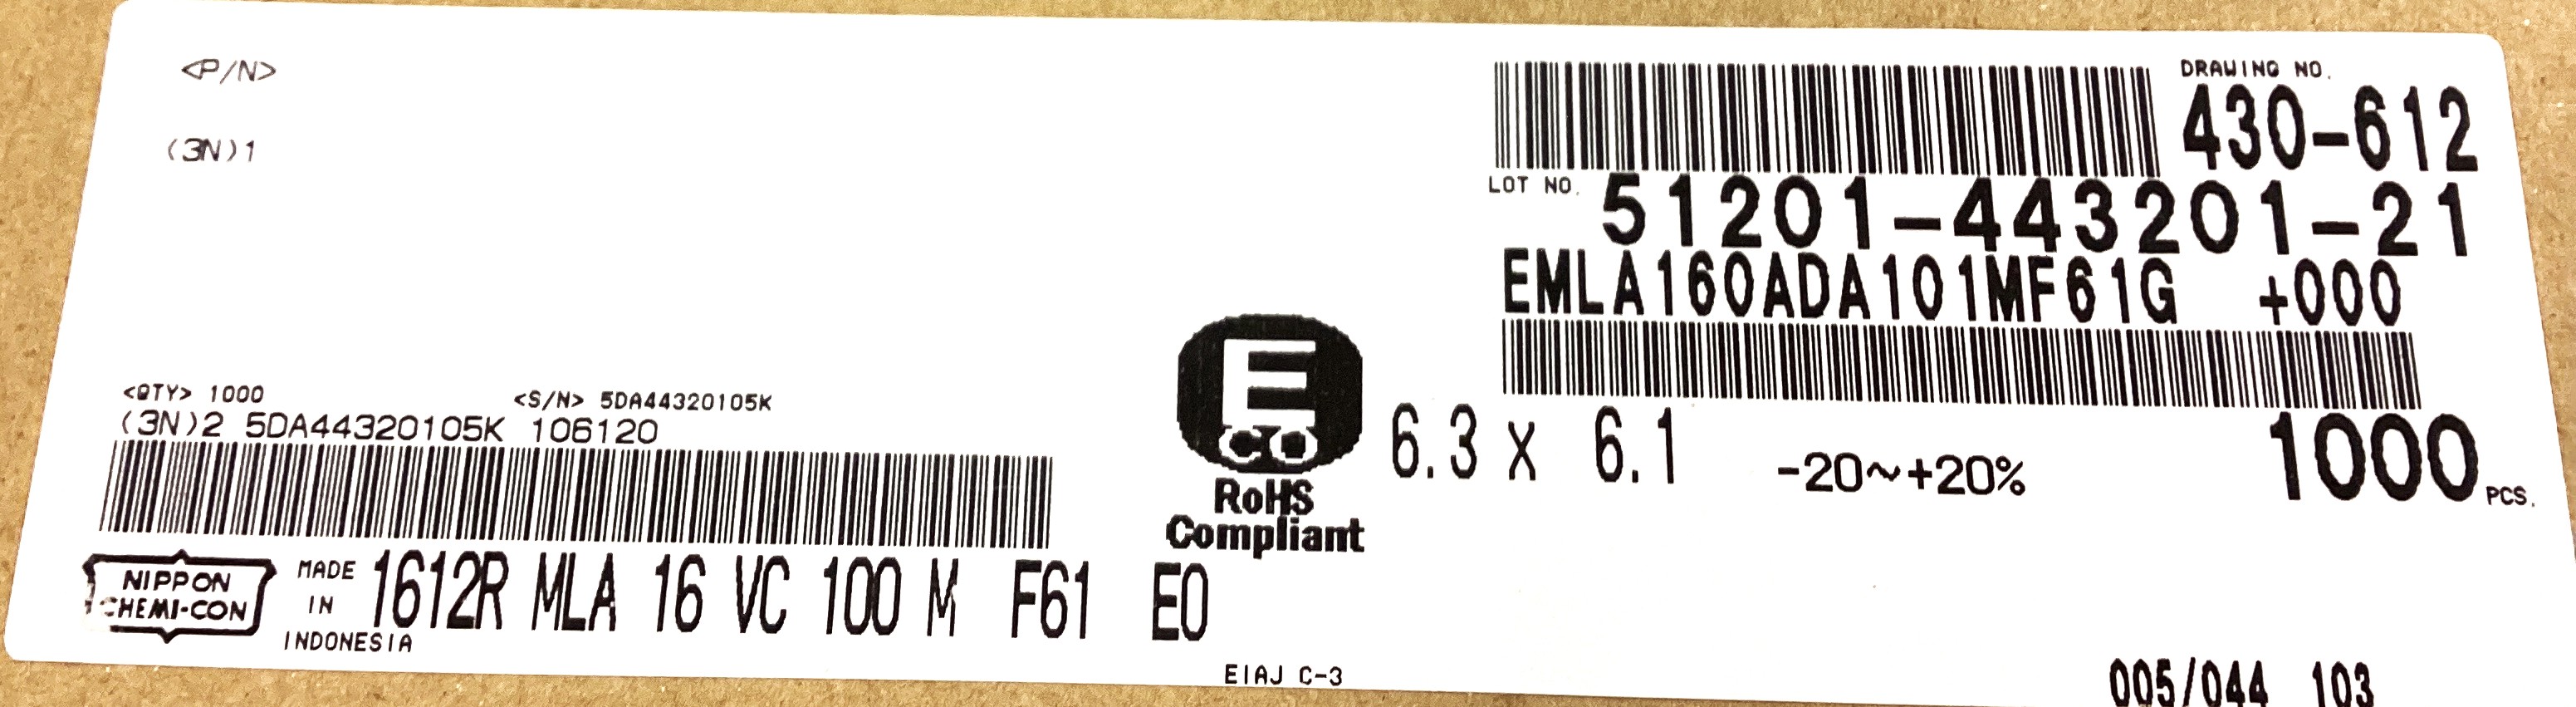 <P/N>
(3N)1
DRAWING NO.
430-612
LOT NO. 51201-443201-21
EMLA160ADA101MF61G +000
<QTY> 1000 <S/N> 5DA44320105K
(3N)2 5DA44320105K 106120
E
CO
RoHS
Compliant
6.3 x 6.1 -20~+20% 1000 PCS.
NIPPON
CHEMI-CON
MADE
IN
INDONESIA
1612R MLA 16 VC 100 M F61 E0
EIAJ C-3
005/044 103